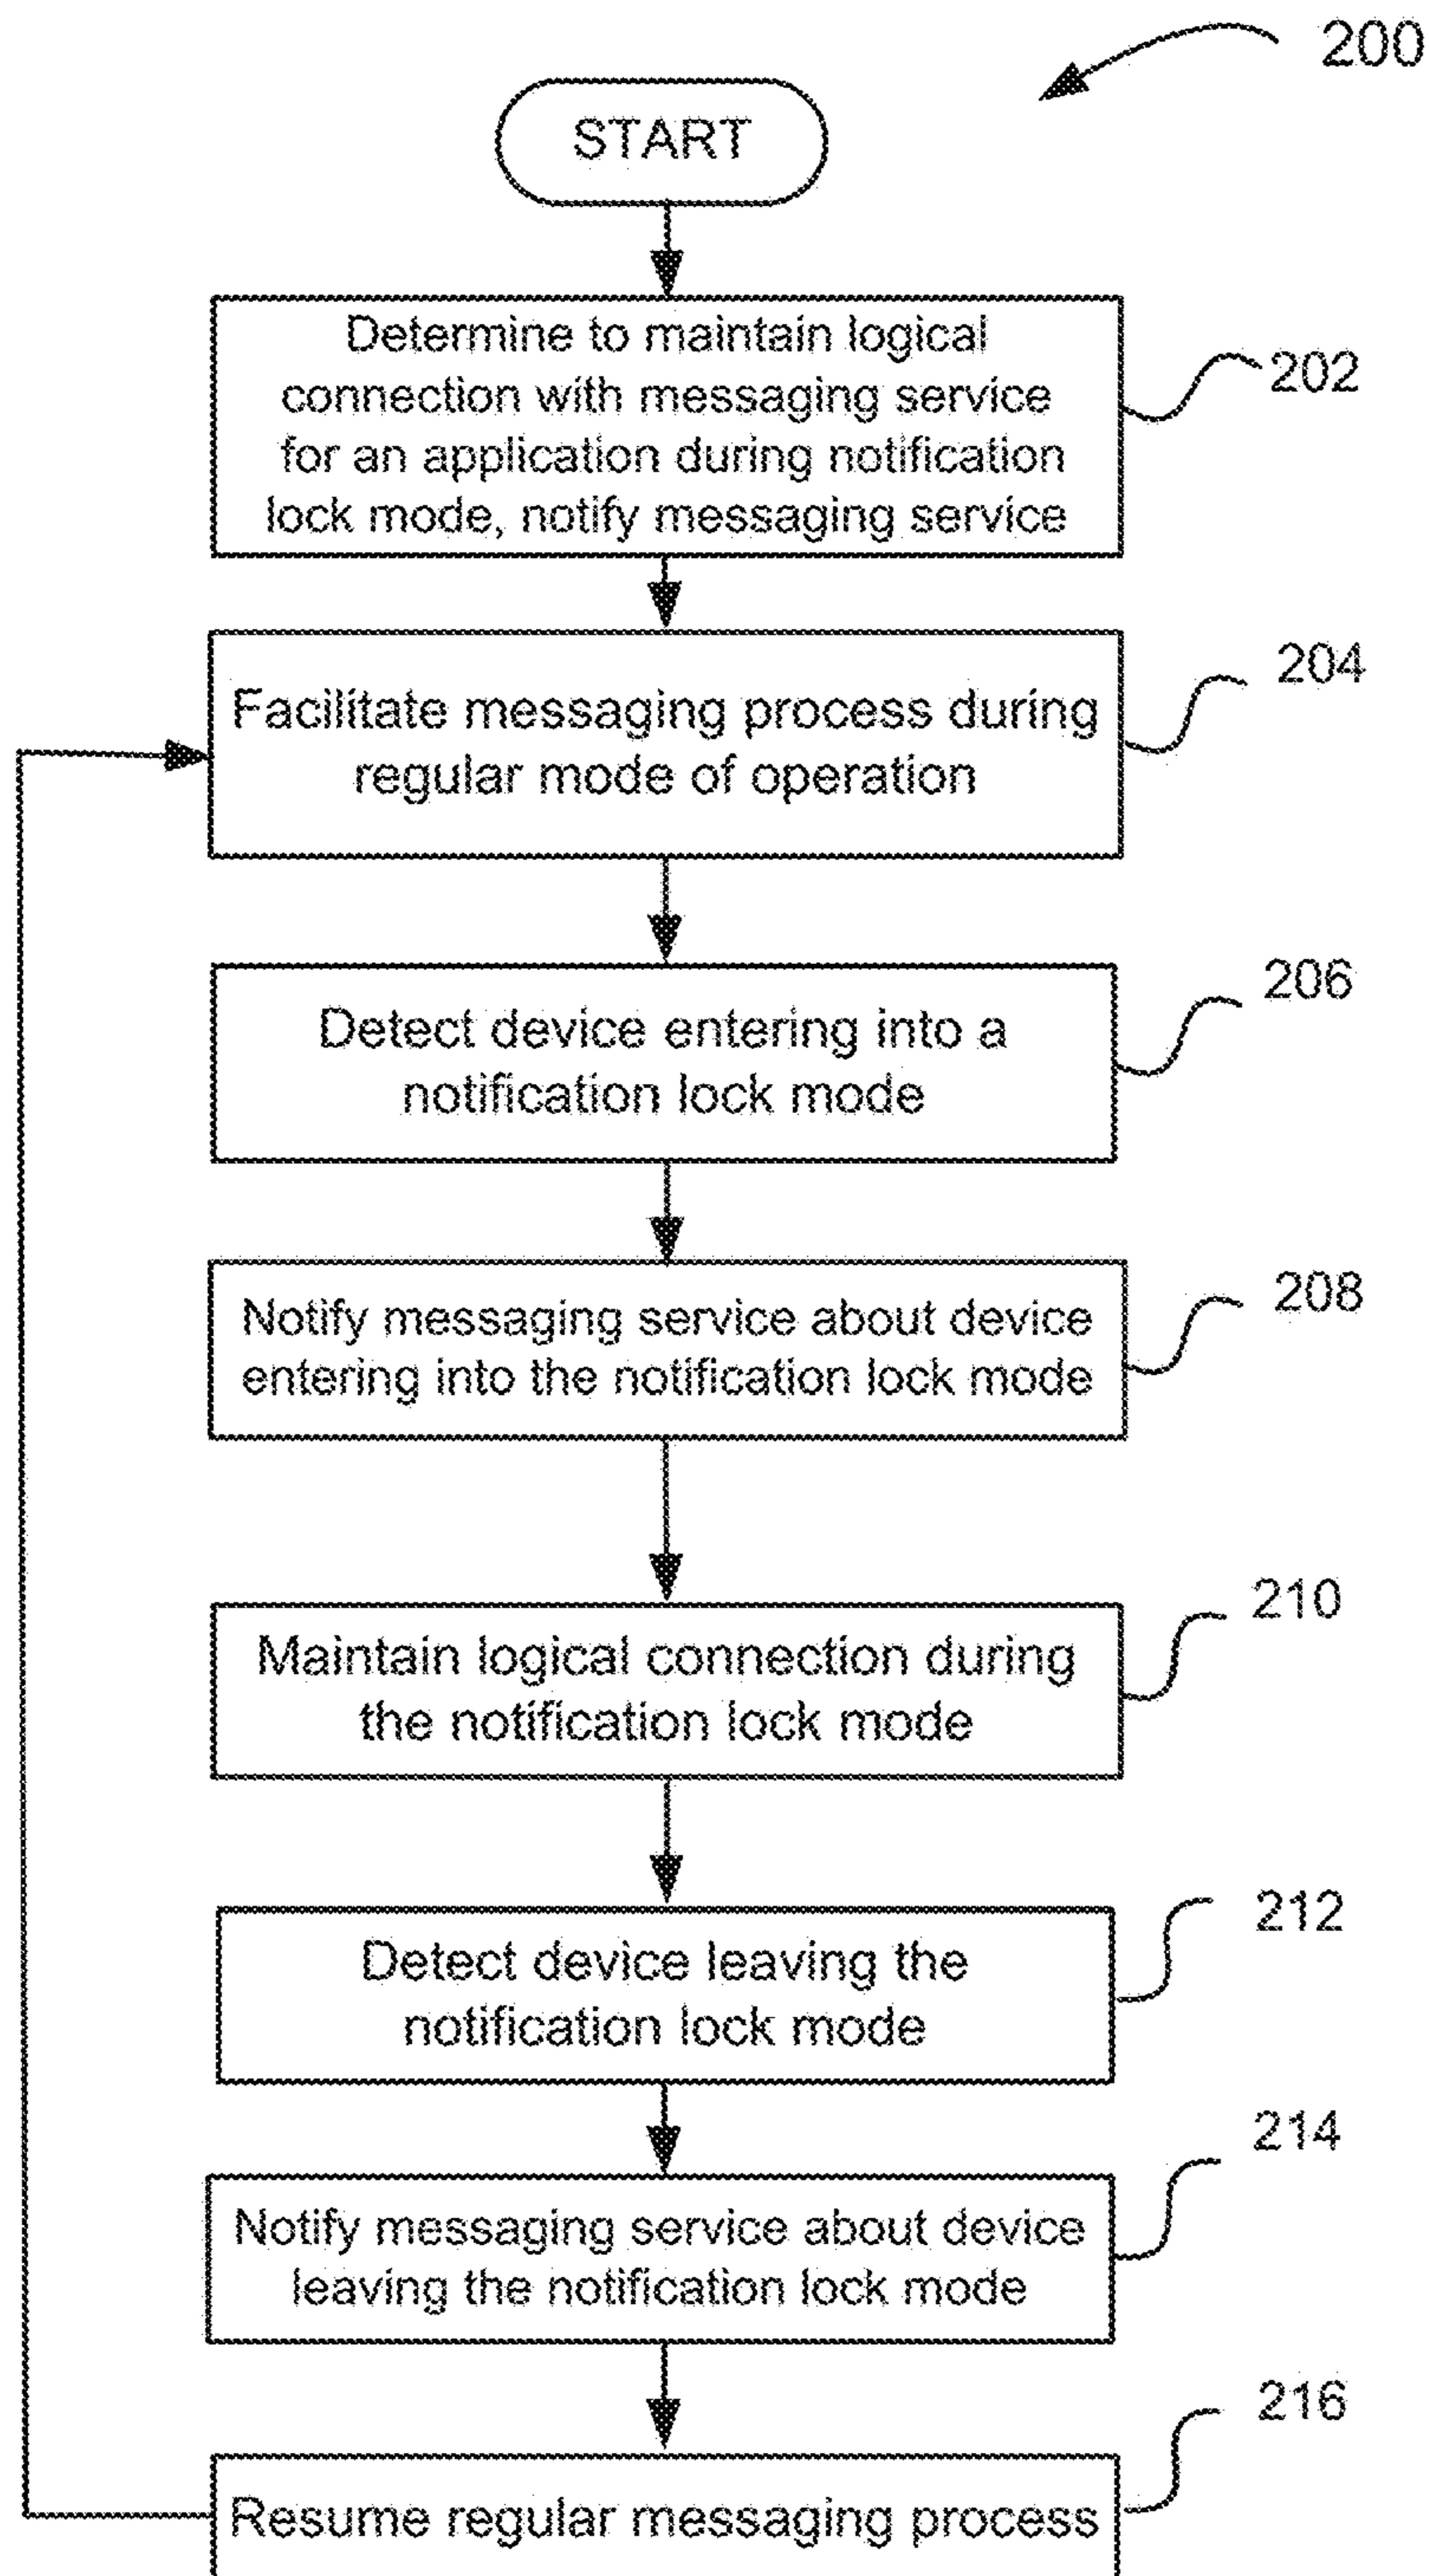 200
START
Determine to maintain logical
connection with messaging service
for an application during notification
lock mode, notify messaging service
202
Facilitate messaging process during
regular mode of operation
204
Detect device entering into a
notification lock mode
206
Notify messaging service about device
entering into the notification lock mode
208
Maintain logical connection during
the notification lock mode
210
Detect device leaving the
notification lock mode
212
Notify messaging service about device
leaving the notification lock mode
214
Resume regular messaging process
216